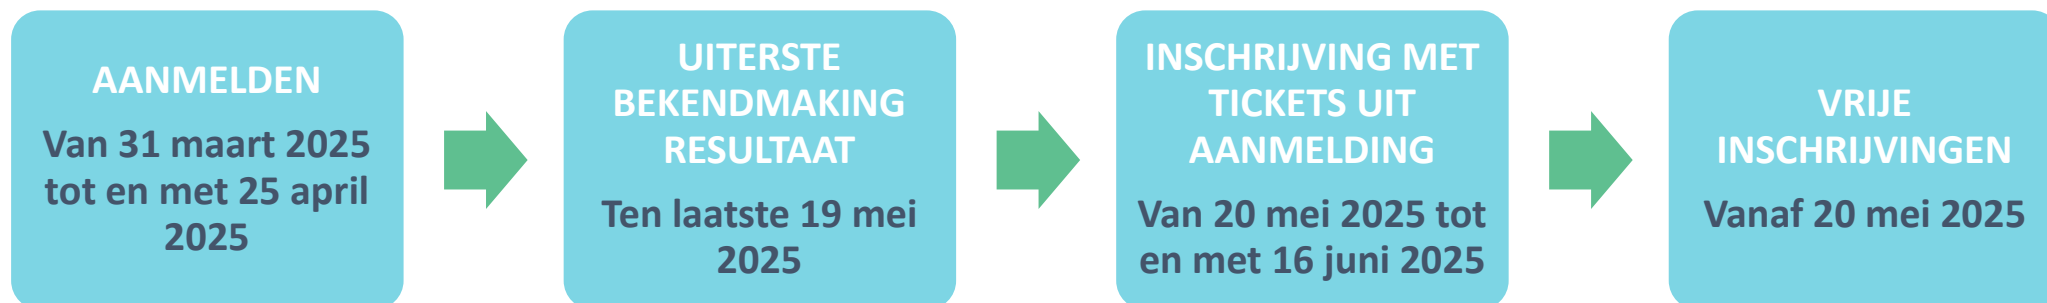 AANMELDEN
Van 31 maart 2025
tot en met 25 april
2025
UITERSTE
BEKENDMAKING
RESULTAAT
Ten laatste 19 mei
2025
INSCHRIJVING MET
TICKETS UIT
AANMELDING
Van 20 mei 2025 tot
en met 16 juni 2025
VRIJE
INSCHRIJVINGEN
Vanaf 20 mei 2025